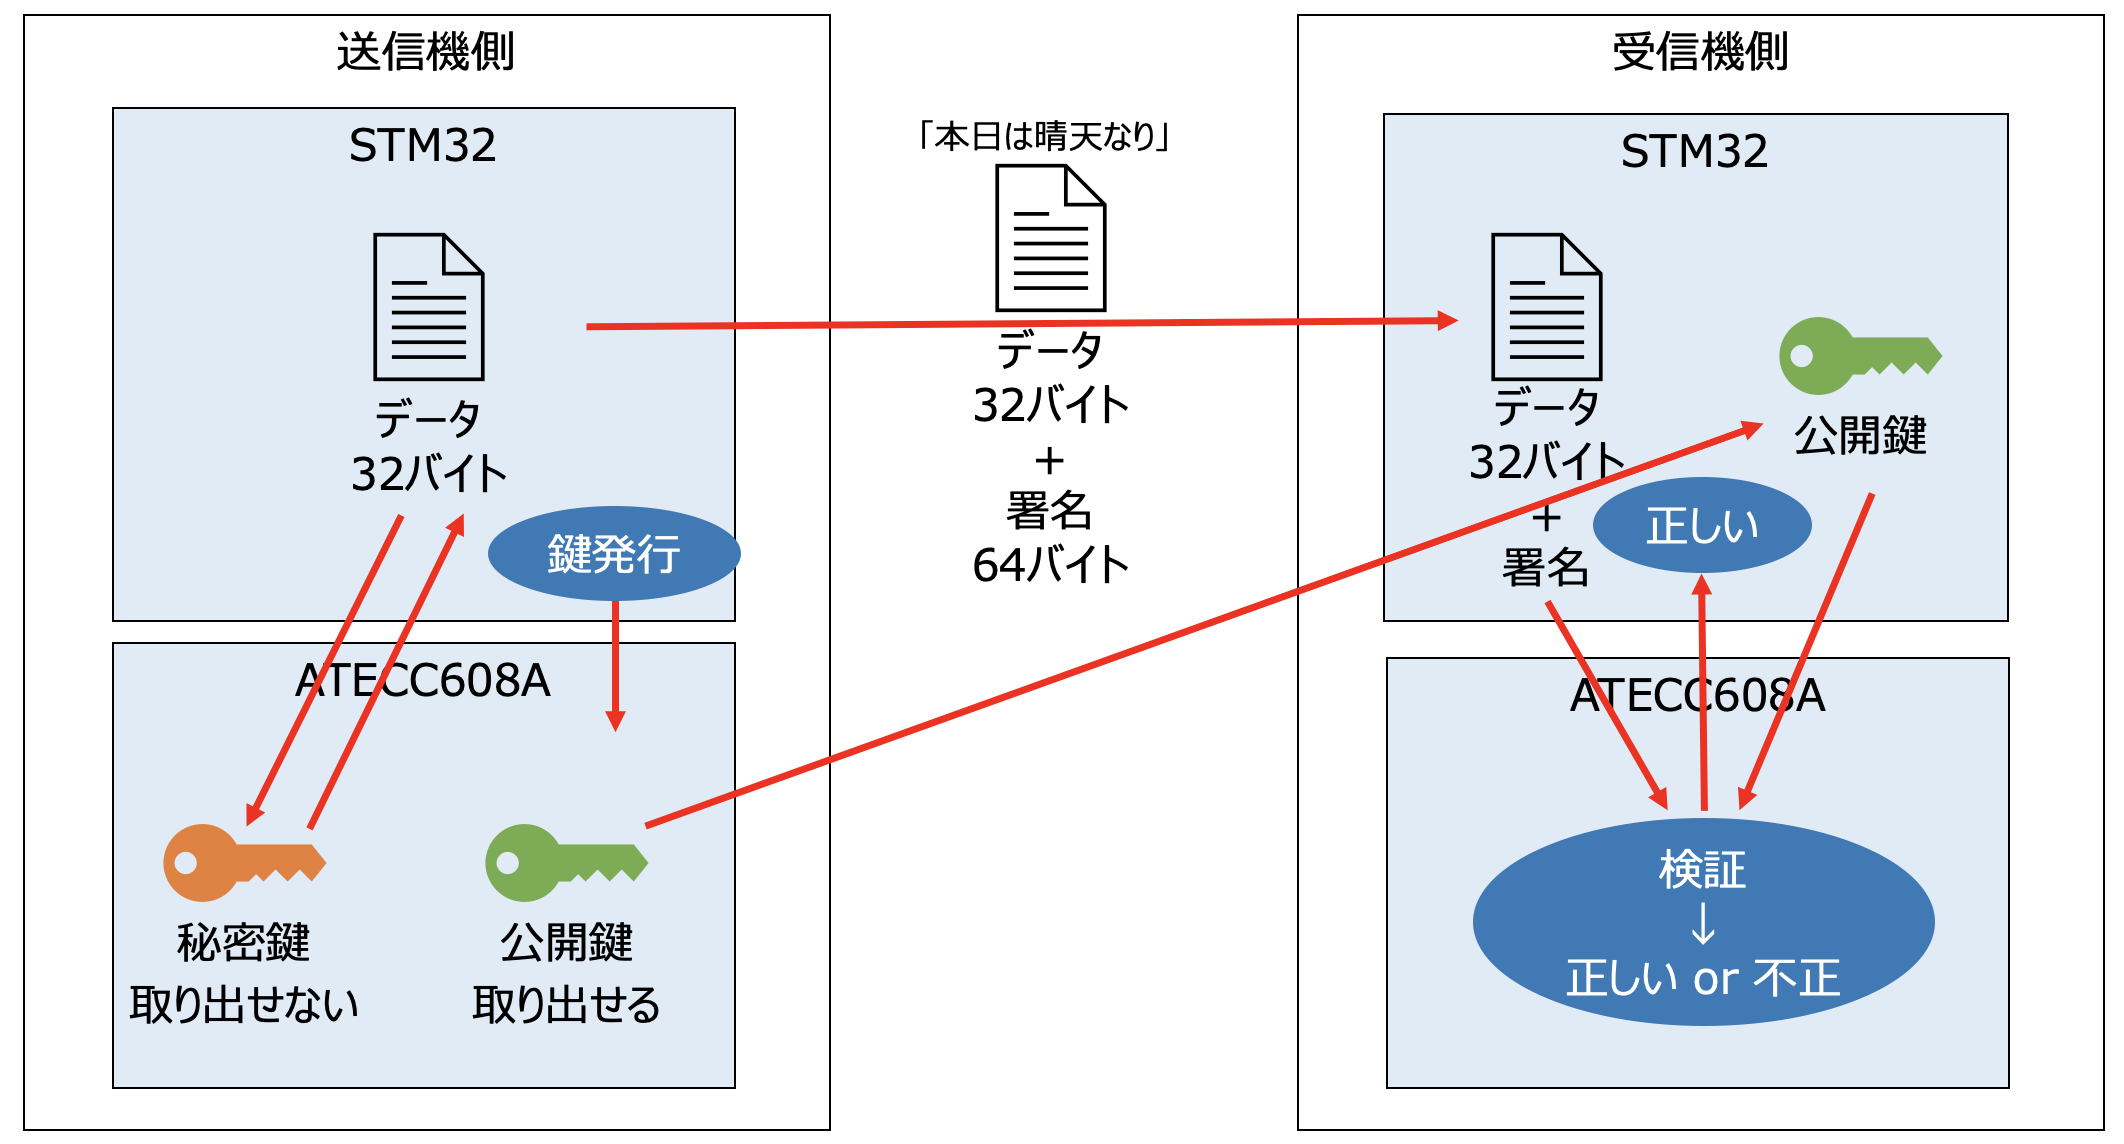 送信機側
STM32
データ
32バイト
鍵発行
ATECC608A
秘密鍵
取り出せない
公開鍵
取り出せる
「本日は晴天なり」
データ
32バイト
+
署名
64バイト
受信機側
STM32
データ
32バイト
+
署名
公開鍵
正しい
ATECC608A
検証
↓
正しい or 不正